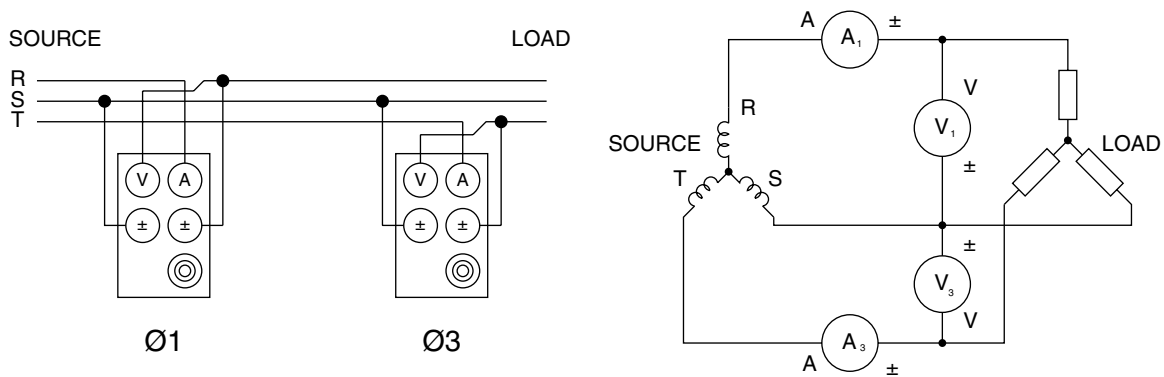 SOURCE
LOAD
R
S
T
V A
± ±
Ø1
V A
± ±
Ø3
A
A₁
±
R
V
V₁
±
SOURCE
LOAD
T
S
±
V₃
V
A
A₃
±